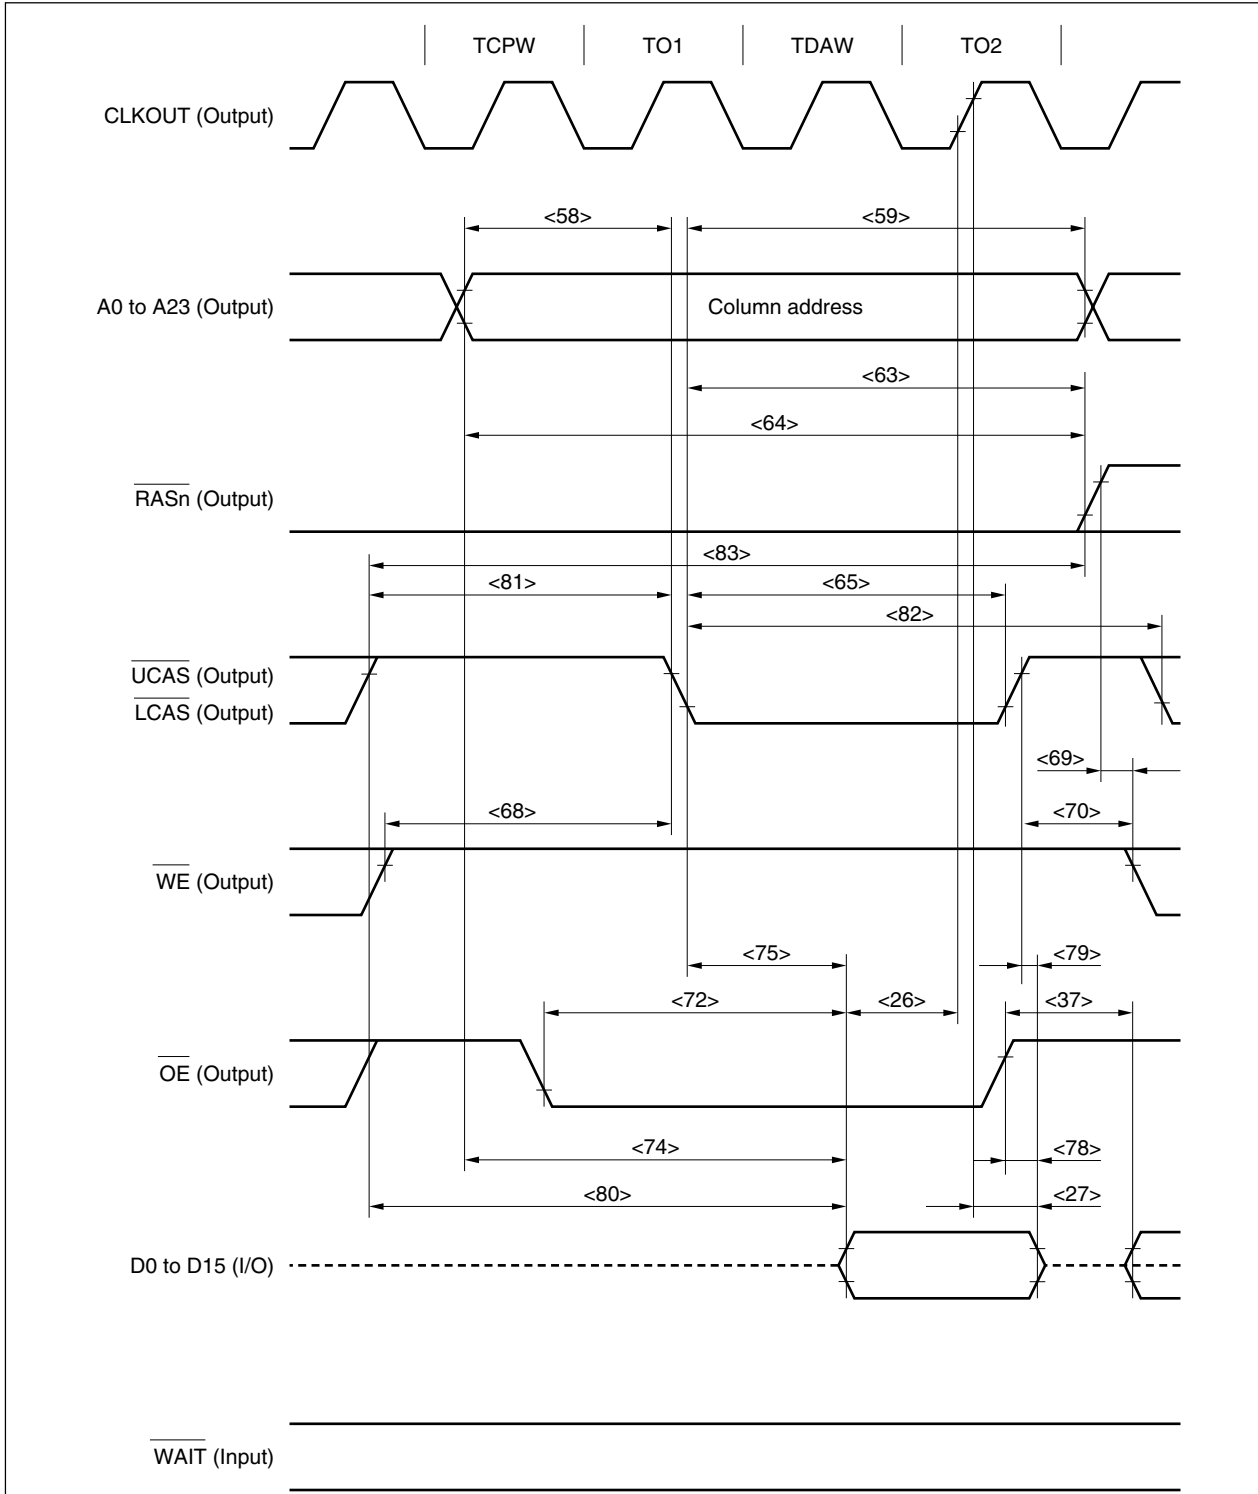 TCPW TO1 TDAW TO2
CLKOUT (Output)
<58> <59>
A0 to A23 (Output) Column address
<63>
<64>
RASn (Output)
<83>
<81> <65>
<82>
UCAS (Output)
LCAS (Output)
<69>
<68> <70>
WE (Output)
<75> <79>
<72> <26> <37>
OE (Output)
<74> <78>
<80> <27>
D0 to D15 (I/O)
WAIT (Input)